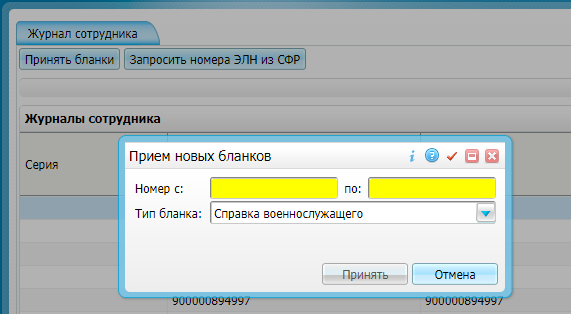 Журнал сотрудника
Принять бланки Запросить номера ЭЛН из СФР
Журналы сотрудника
Серия
Прием новых бланков
Номер с: по:
Тип бланка: Справка военнослужащего
Принять Отмена
900000894997 900000894997